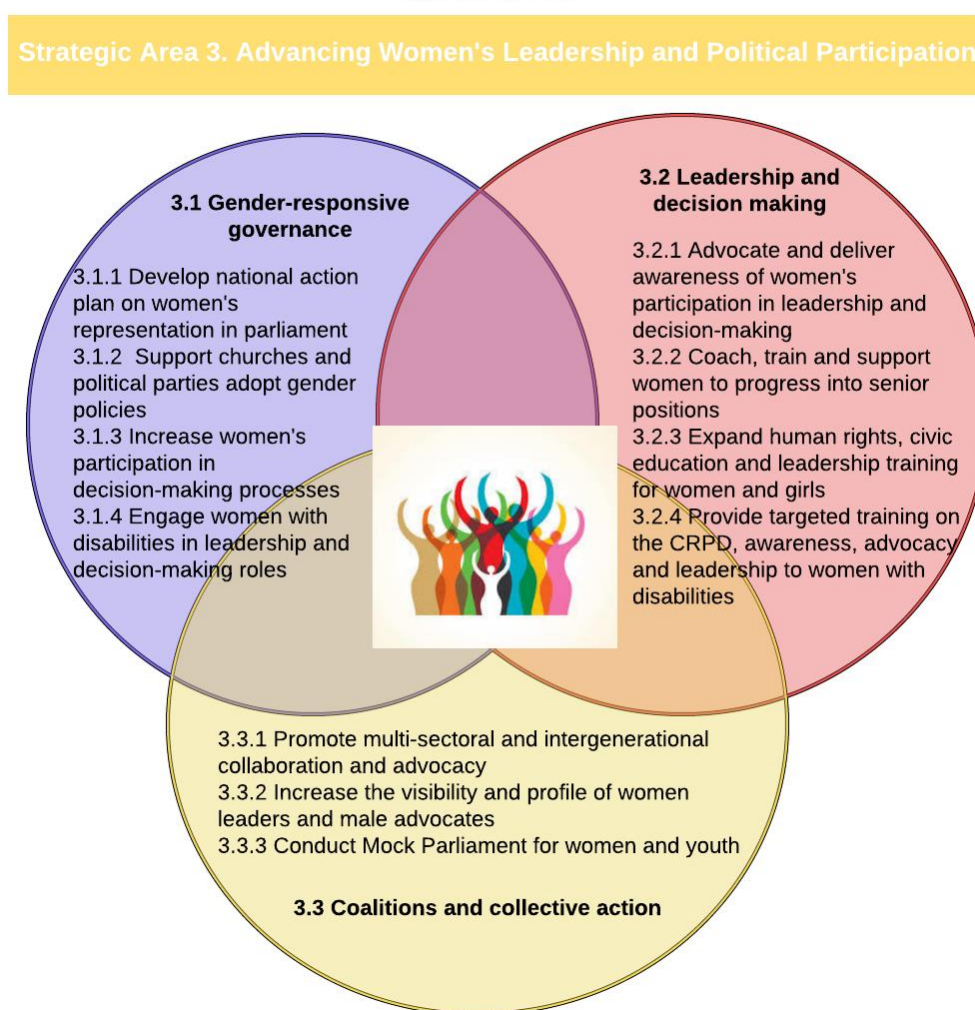 Strategic Area 3. Advancing Women's Leadership and Political Participation
3.1 Gender-responsive
governance
3.1.1 Develop national action
plan on women's
representation in parliament
3.1.2 Support churches and
political parties adopt gender
policies
3.1.3 Increase women's
participation in
decision-making processes
3.1.4 Engage women with
disabilities in leadership and
decision-making roles
3.2 Leadership and
decision making
3.2.1 Advocate and deliver
awareness of women's
participation in leadership and
decision-making
3.2.2 Coach, train and support
women to progress into senior
positions
3.2.3 Expand human rights, civic
education and leadership training
for women and girls
3.2.4 Provide targeted training on
the CRPD, awareness, advocacy
and leadership to women with
disabilities
3.3.1 Promote multi-sectoral and intergenerational
collaboration and advocacy
3.3.2 Increase the visibility and profile of women
leaders and male advocates
3.3.3 Conduct Mock Parliament for women and youth
3.3 Coalitions and collective action